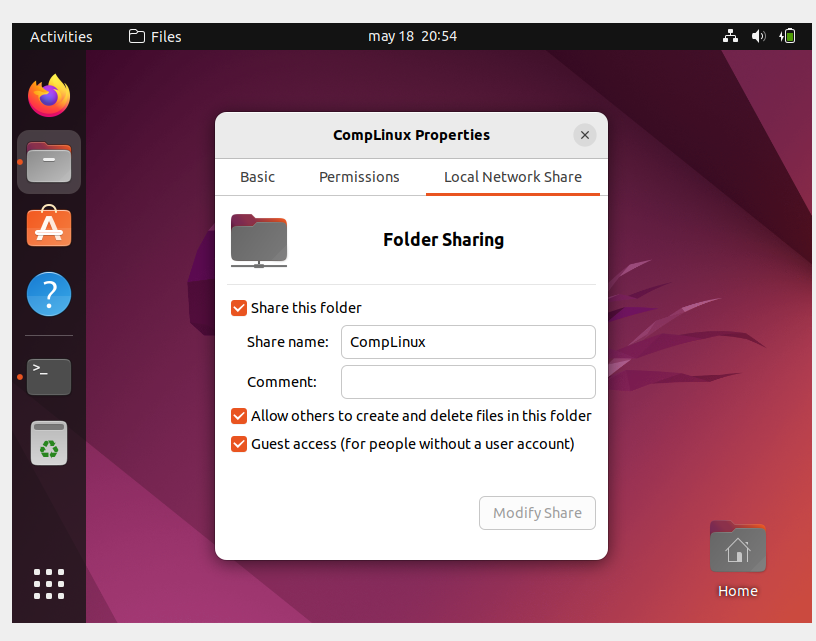 Activities Files may 18 20:54
CompLinux Properties
Basic Permissions Local Network Share
Folder Sharing
Share this folder
Share name: CompLinux
Comment:
Allow others to create and delete files in this folder
Guest access (for people without a user account)
Modify Share
Home